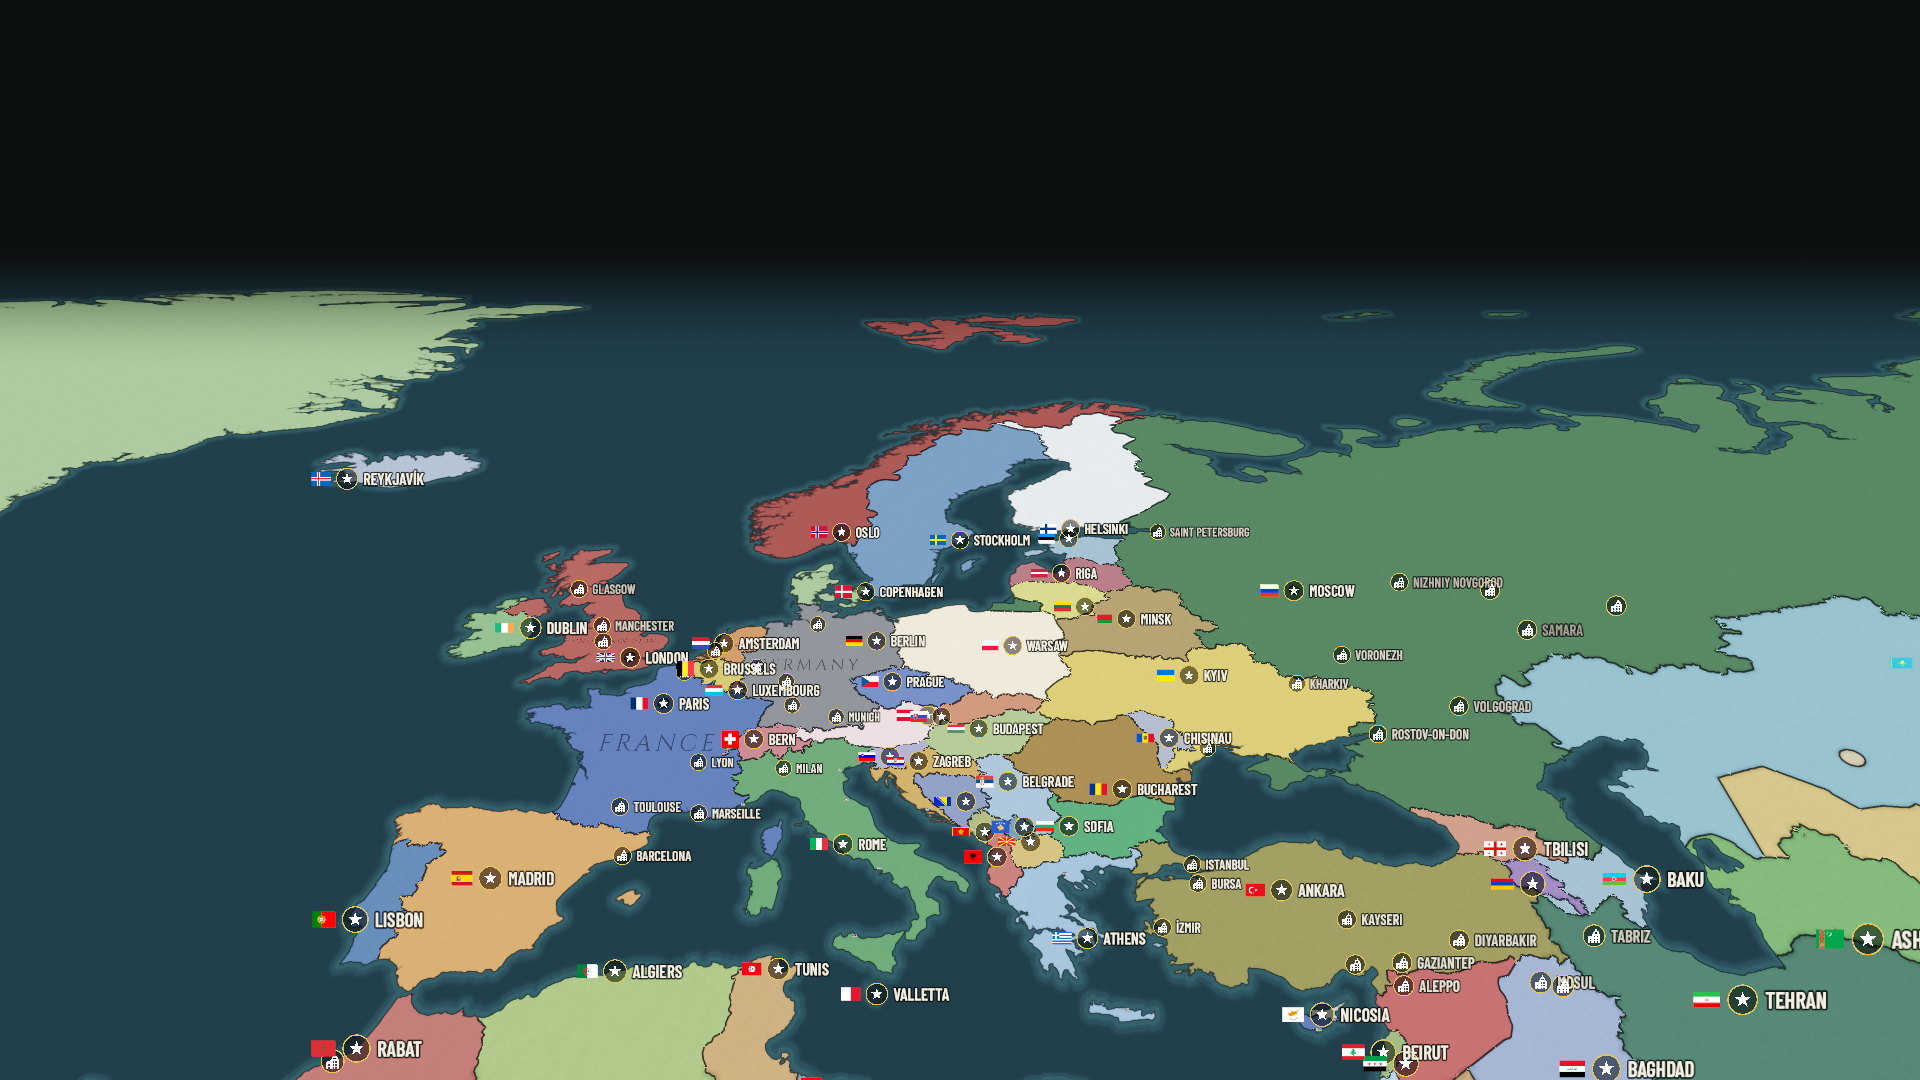 REYKJAVÍK
OSLO
STOCKHOLM
HELSINKI
SAINT PETERSBURG
RIGA
COPENHAGEN
MOSCOW
NIZHNIY NOVGOROD
GLASGOW
MINSK
DUBLIN
MANCHESTER
SAMARA
AMSTERDAM
BERLIN
WARSAW
LONDON
VORONEZH
BRUSSELS
KYIV
PRAGUE
LUXEMBOURG
KHARKIV
PARIS
VOLGOGRAD
MUNICH
BUDAPEST
ROSTOV-ON-DON
FRANCE
BERN
CHISINAU
LYON
ZAGREB
MILAN
BELGRADE
BUCHAREST
TOULOUSE
MARSEILLE
SOFIA
ROME
TBILISI
BARCELONA
ISTANBUL
MADRID
BURSA
ANKARA
BAKU
LISBON
KAYSERI
İZMIR
ATHENS
DIYARBAKIR
TABRIZ
ASH
GAZIANTEP
ALGIERS
TUNIS
ALEPPO
MOSUL
VALLETTA
TEHRAN
NICOSIA
RABAT
BEIRUT
BAGHDAD